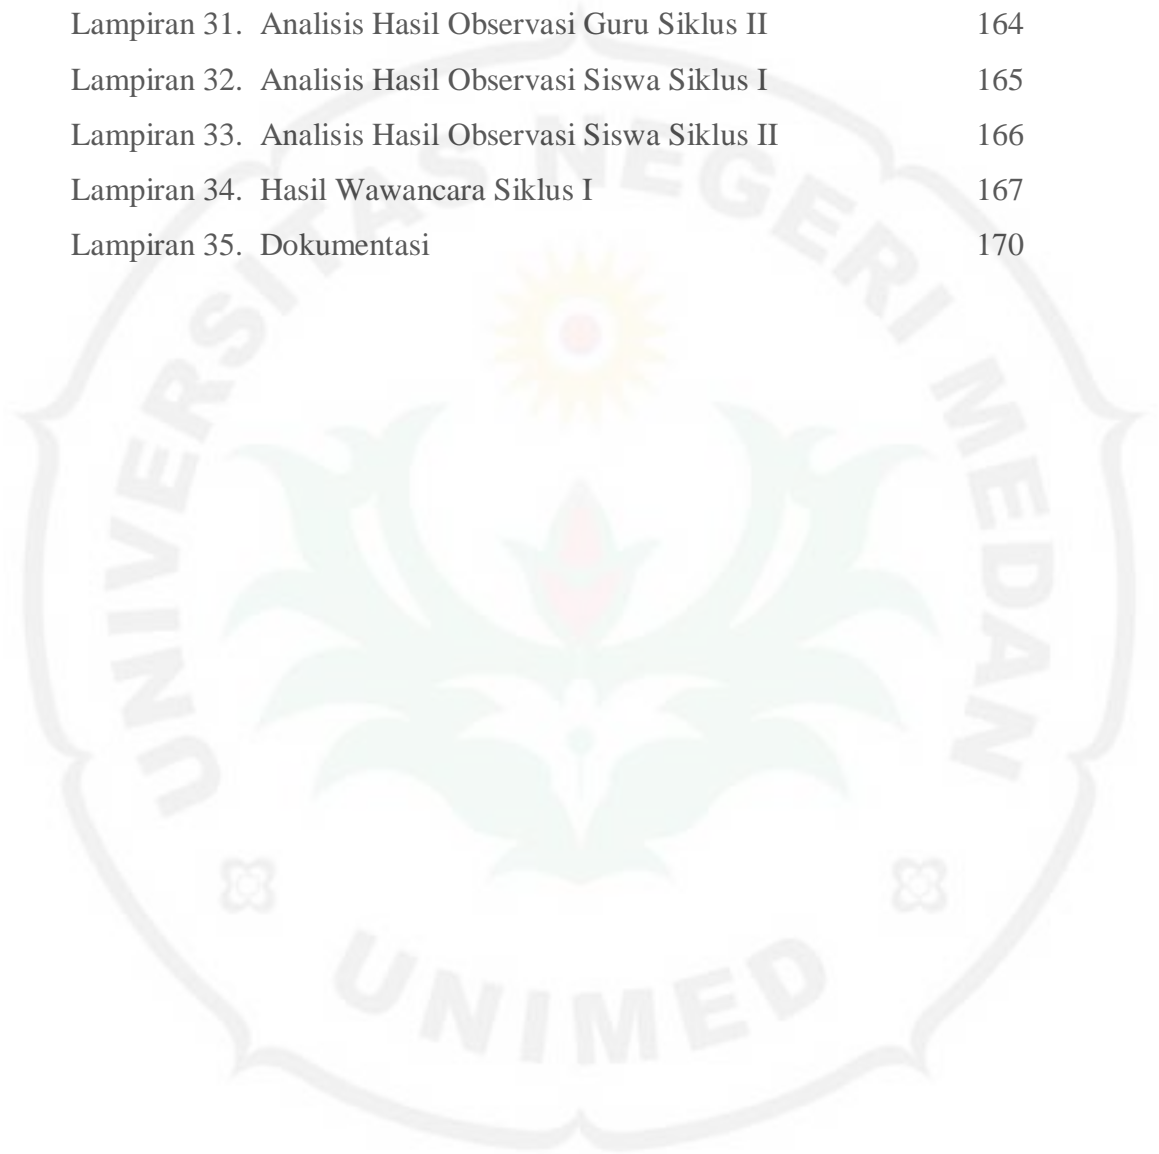 Lampiran 31. Analisis Hasil Observasi Guru Siklus II 164
Lampiran 32. Analisis Hasil Observasi Siswa Siklus I 165
Lampiran 33. Analisis Hasil Observasi Siswa Siklus II 166
Lampiran 34. Hasil Wawancara Siklus I 167
Lampiran 35. Dokumentasi 170
UNIVERSITAS NEGERI MEDAN
UNIMED